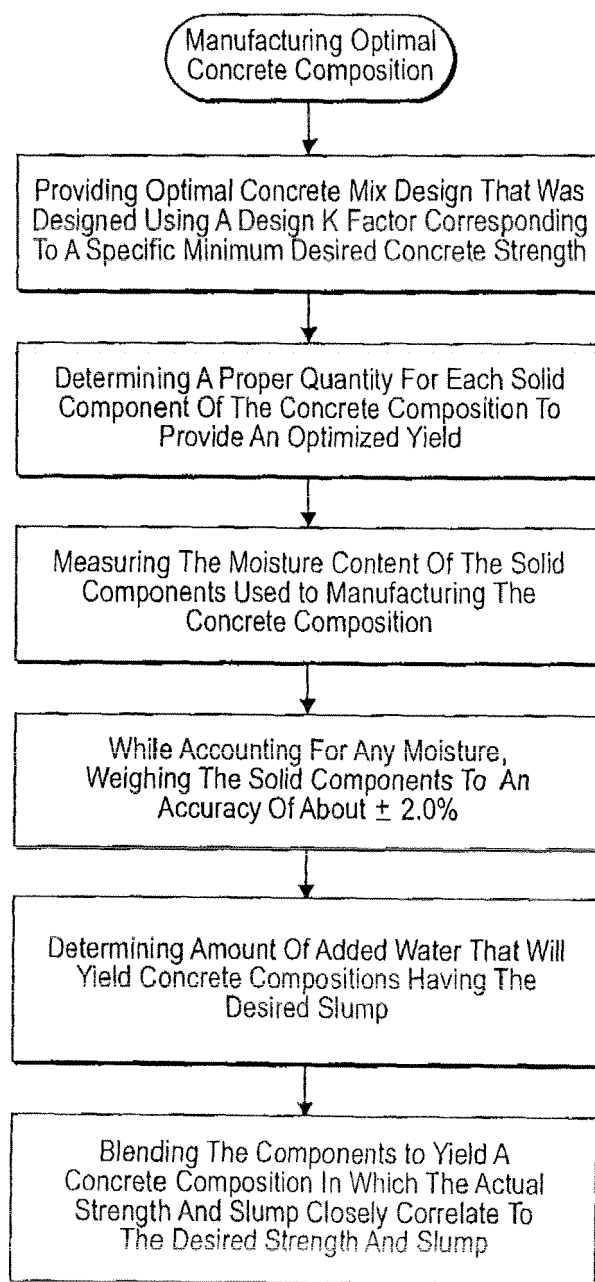 Manufacturing Optimal
Concrete Composition
Providing Optimal Concrete Mix Design That Was
Designed Using A Design K Factor Corresponding
To A Specific Minimum Desired Concrete Strength
Determining A Proper Quantity For Each Solid
Component Of The Concrete Composition To
Provide An Optimized Yield
Measuring The Moisture Content Of The Solid
Components Used to Manufacturing The
Concrete Composition
While Accounting For Any Moisture,
Weighing The Solid Components To An
Accuracy Of About ± 2.0%
Determining Amount Of Added Water That Will
Yield Concrete Compositions Having The
Desired Slump
Blending The Components to Yield A
Concrete Composition In Which The Actual
Strength And Slump Closely Correlate To
The Desired Strength And Slump